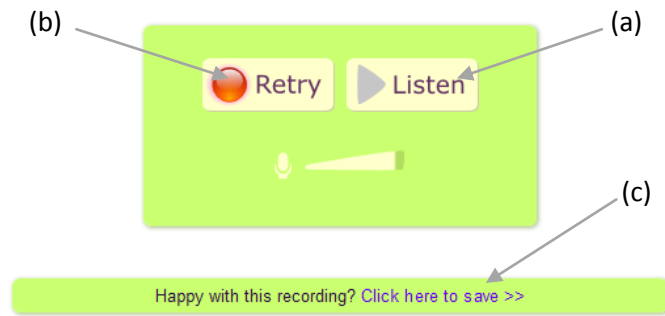 (b) (a)
Retry Listen
(c)
Happy with this recording? Click here to save >>